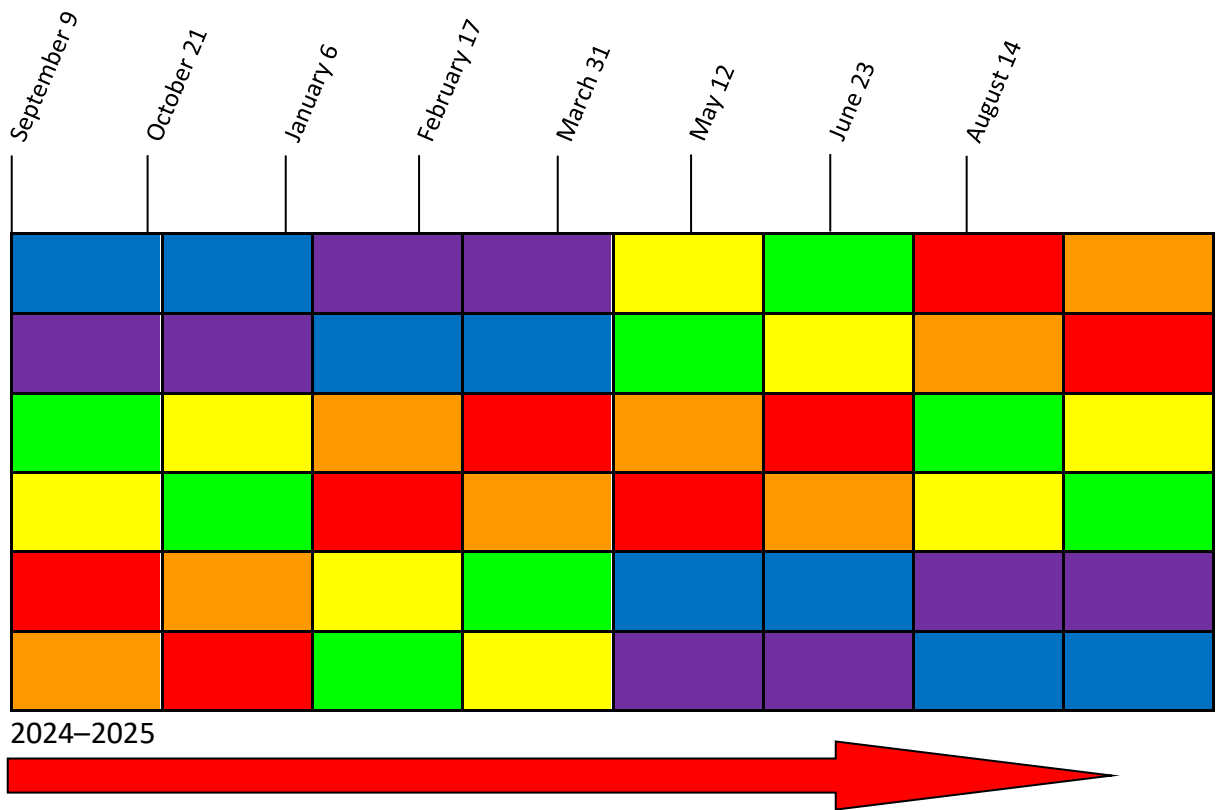 September 9
October 21
January 6
February 17
March 31
May 12
June 23
August 14
2024–2025